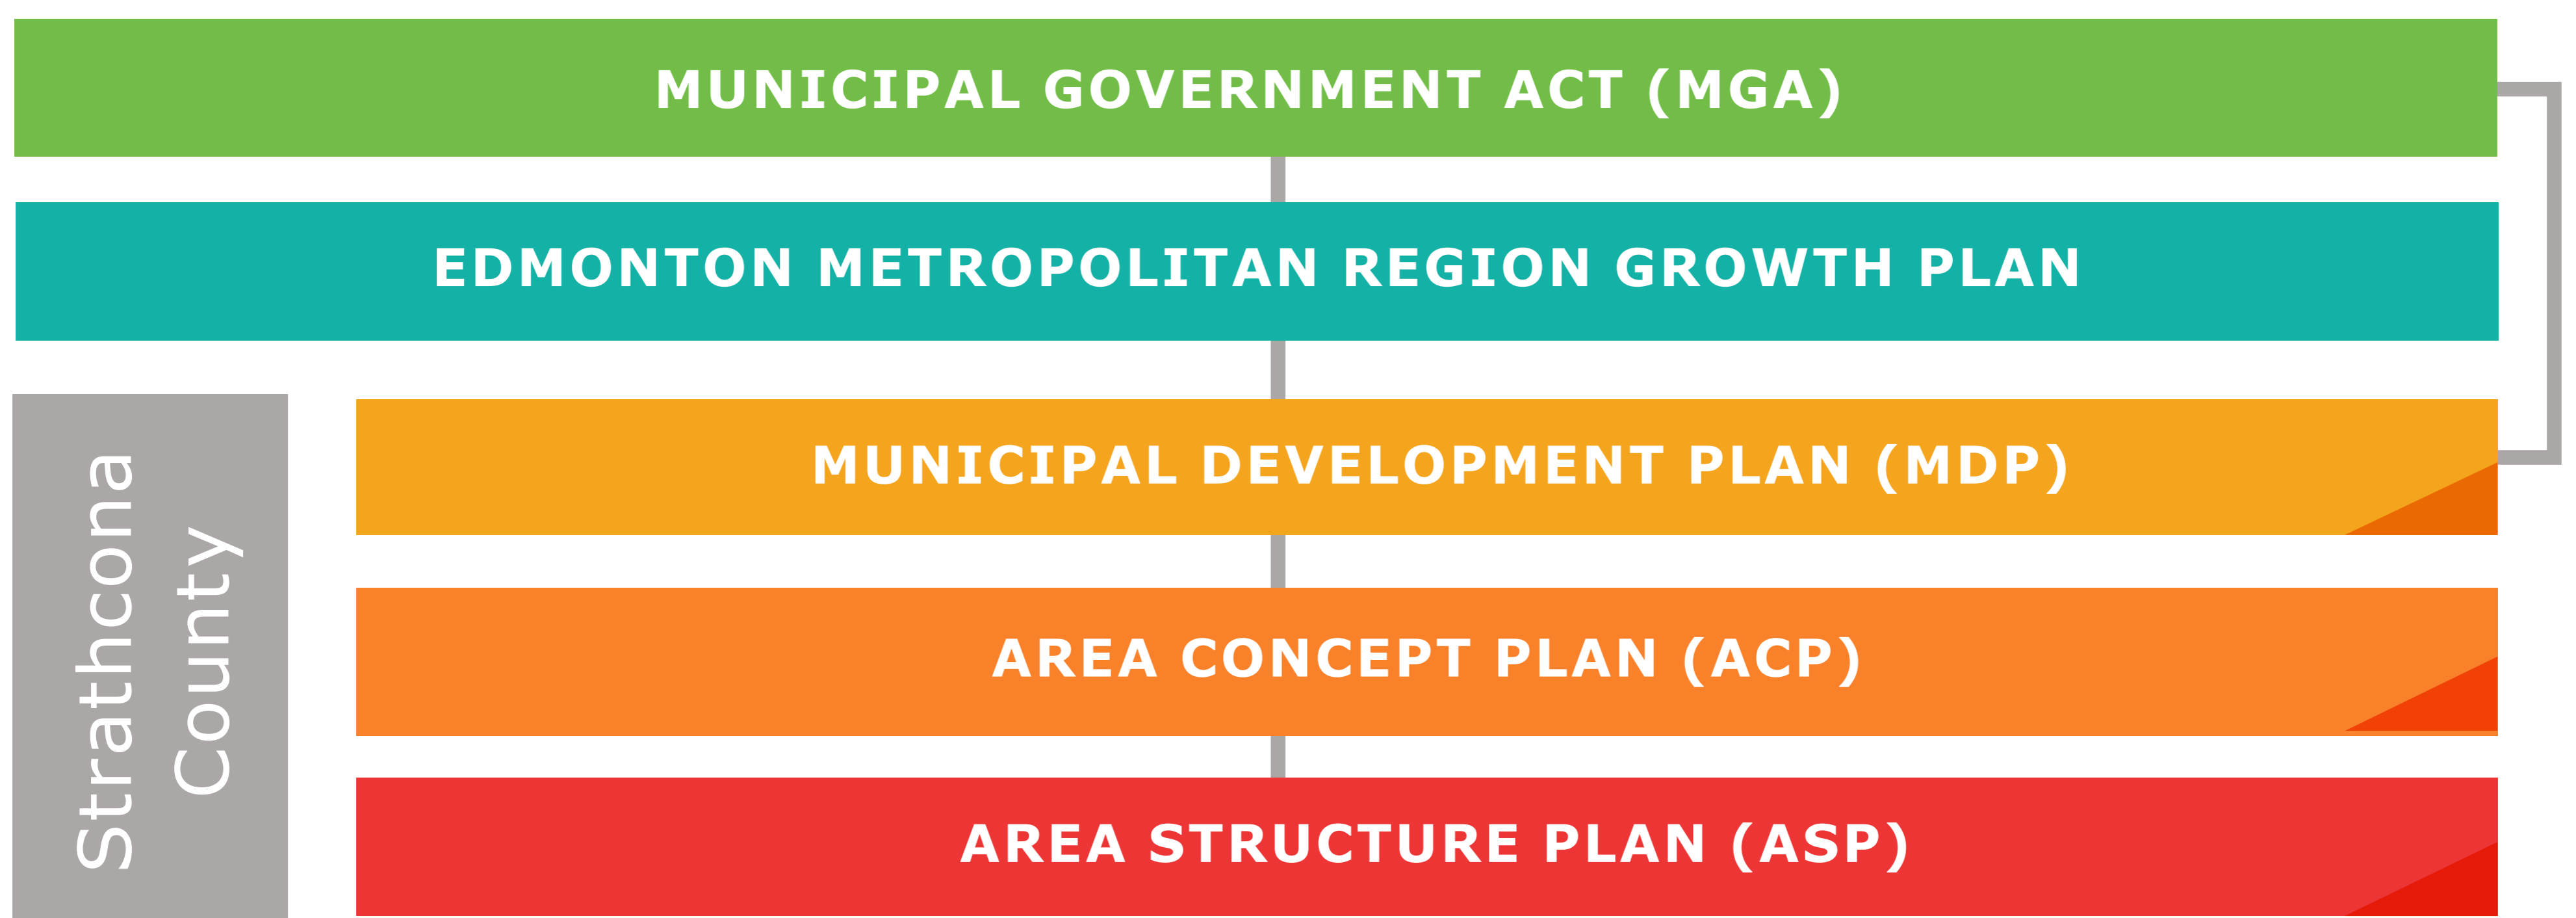 MUNICIPAL GOVERNMENT ACT (MGA)
EDMONTON METROPOLITAN REGION GROWTH PLAN
Strathcona
County
MUNICIPAL DEVELOPMENT PLAN (MDP)
AREA CONCEPT PLAN (ACP)
AREA STRUCTURE PLAN (ASP)